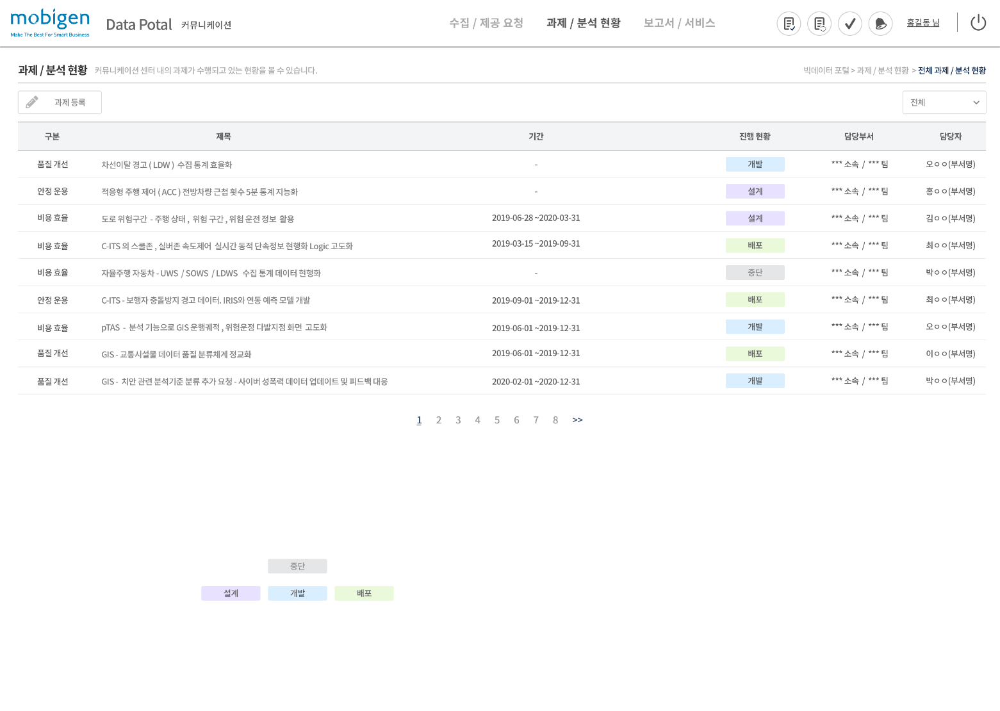 mobigen
Make The Best For Smart Business
Data Potal 커뮤니케이션
수집 / 제공 요청 과제 / 분석 현황 보고서 / 서비스
홍길동 님
과제 / 분석 현황 커뮤니케이션 센터 내의 과제가 수행되고 있는 현황을 볼 수 있습니다.
빅데이터 포털 > 과제 / 분석 현황 > 전체 과제 / 분석 현황
과제 등록 전체
구분 제목 기간 진행 현황 담당부서 담당자
품질 개선 차선이탈 경고 ( LDW ) 수집 통계 효율화 - 개발 *** 소속 / *** 팀 오ㅇㅇ(부서명)
안정 운용 적응형 주행 제어 ( ACC ) 전방차량 근첩 횟수 5분 통계 지능화 - 설계 *** 소속 / *** 팀 홍ㅇㅇ(부서명)
비용 효율 도로 위험구간 - 주행 상태 , 위험 구간 , 위험 운전 정보 활용 2019-06-28 ~2020-03-31 설계 *** 소속 / *** 팀 김ㅇㅇ(부서명)
비용 효율 C-ITS 의 스쿨존 , 실버존 속도제어 실시간 동적 단속정보 현행화 Logic 고도화 2019-03-15 ~2019-09-31 배포 *** 소속 / *** 팀 최ㅇㅇ(부서명)
비용 효율 자율주행 자동차 - UWS / SOWS / LDWS 수집 통계 데이터 현행화 - 중단 *** 소속 / *** 팀 박ㅇㅇ(부서명)
안정 운용 C-ITS - 보행자 충돌방지 경고 데이터. IRIS와 연동 예측 모델 개발 2019-09-01 ~2019-12-31 배포 *** 소속 / *** 팀 최ㅇㅇ(부서명)
비용 효율 pTAS - 분석 기능으로 GIS 운행궤적 , 위험운정 다발지점 화면 고도화 2019-06-01 ~2019-12-31 개발 *** 소속 / *** 팀 오ㅇㅇ(부서명)
품질 개선 GIS - 교통시설물 데이터 품질 분류체계 정교화 2019-06-01 ~2019-12-31 배포 *** 소속 / *** 팀 이ㅇㅇ(부서명)
품질 개선 GIS - 치안 관련 분석기준 분류 추가 요청 - 사이버 성폭력 데이터 업데이트 및 피드백 대응 2020-02-01 ~2020-12-31 개발 *** 소속 / *** 팀 박ㅇㅇ(부서명)
1 2 3 4 5 6 7 8 >>
중단
설계 개발 배포